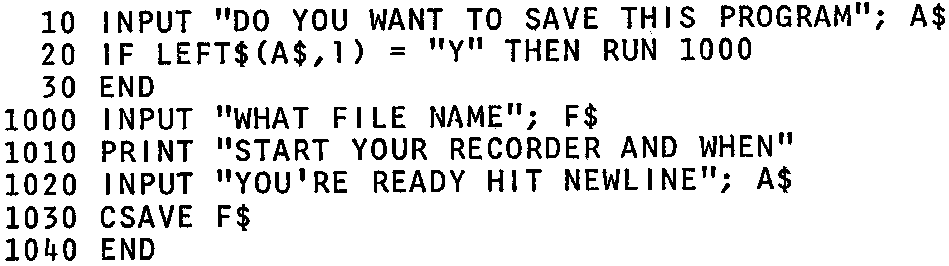 10 INPUT "DO YOU WANT TO SAVE THIS PROGRAM"; A$
20 IF LEFT$(A$,1) = "Y" THEN RUN 1000
30 END
1000 INPUT "WHAT FILE NAME"; F$
1010 PRINT "START YOUR RECORDER AND WHEN"
1020 INPUT "YOU'RE READY HIT NEWLINE"; A$
1030 CSAVE F$
1040 END